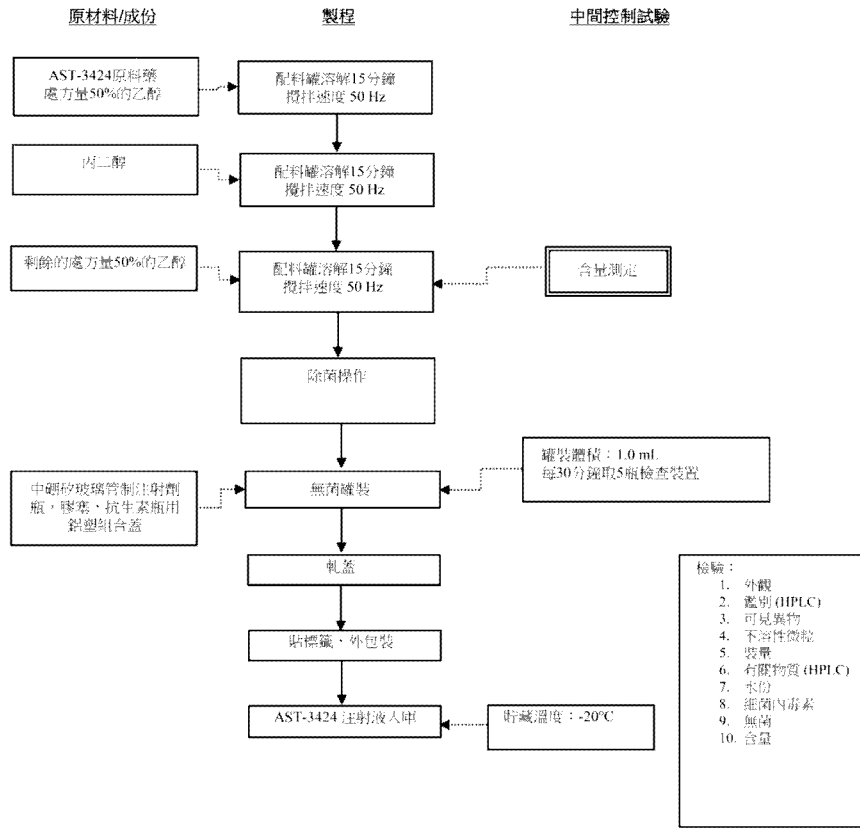 原材料/成份
製程
中間控制試驗
AST-3424原料藥
處方量50%的乙醇
配料罐溶解15分鐘
攪拌速度 50 Hz
丙二醇
配料罐溶解15分鐘
攪拌速度 50 Hz
剩餘的處方量50%的乙醇
配料罐溶解15分鐘
攪拌速度 50 Hz
含量測定
除菌操作
罐裝體積：1.0 mL
每30分鐘取5瓶檢查裝置
中硼矽玻璃管制注射劑
瓶，膠塞、抗生素瓶用
鋁塑組合蓋
無菌罐裝
軋蓋
貼標籤、外包裝
AST-3424 注射液入庫
貯藏溫度：-20°C
檢驗：
1. 外觀
2. 鑑別 (HPLC)
3. 可見異物
4. 不溶性微粒
5. 裝量
6. 有關物質 (HPLC)
7. 水份
8. 細菌內毒素
9. 無菌
10. 含量